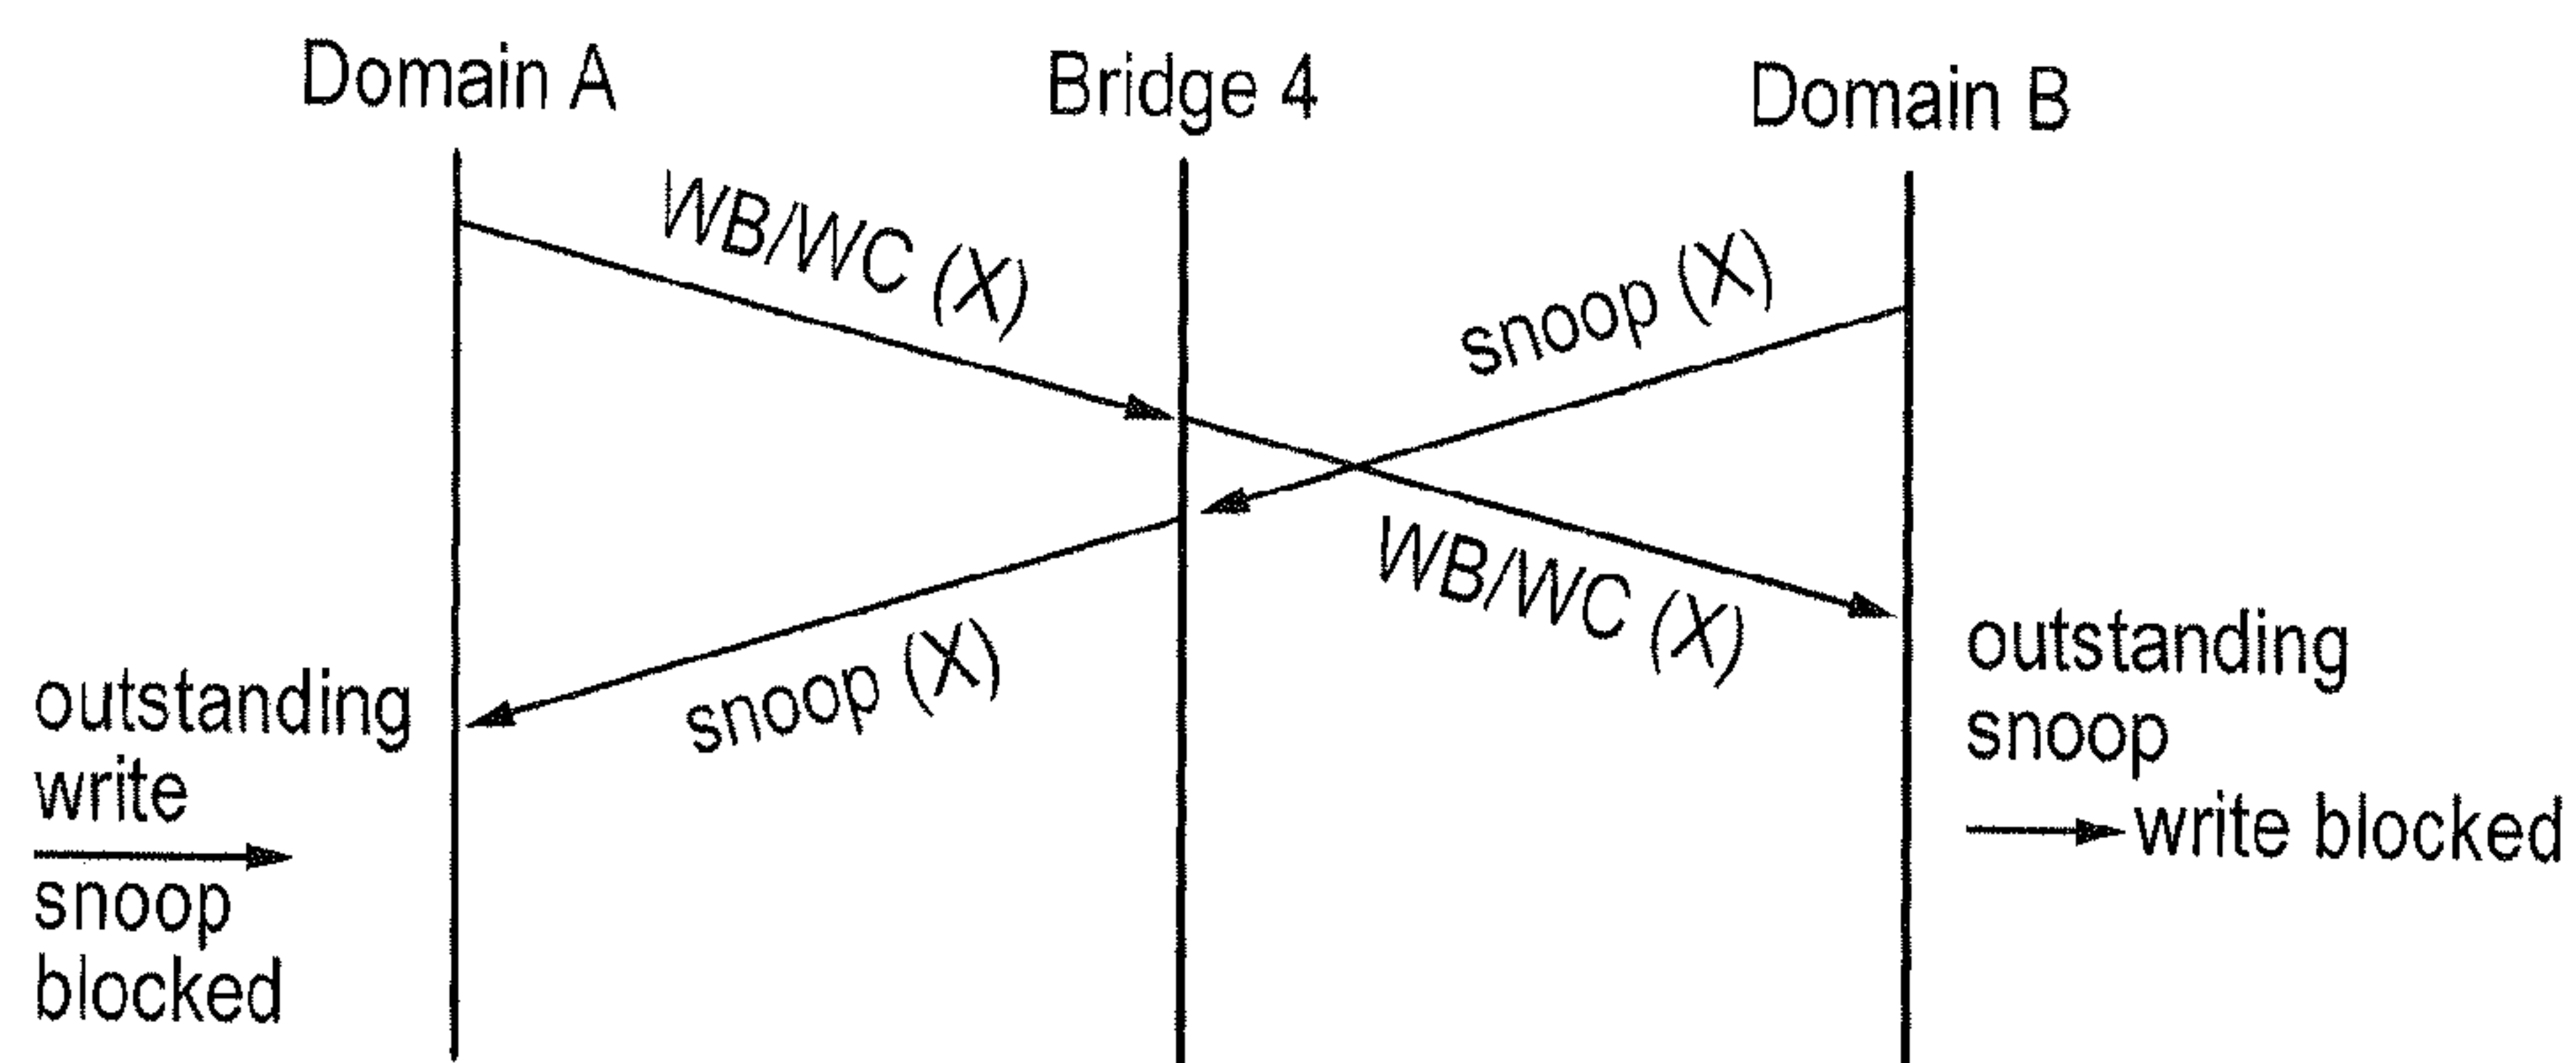 Domain A
Bridge 4
Domain B
WB/WC (X)
snoop (X)
WB/WC (X)
snoop (X)
outstanding
write
snoop
blocked
outstanding
snoop
write blocked